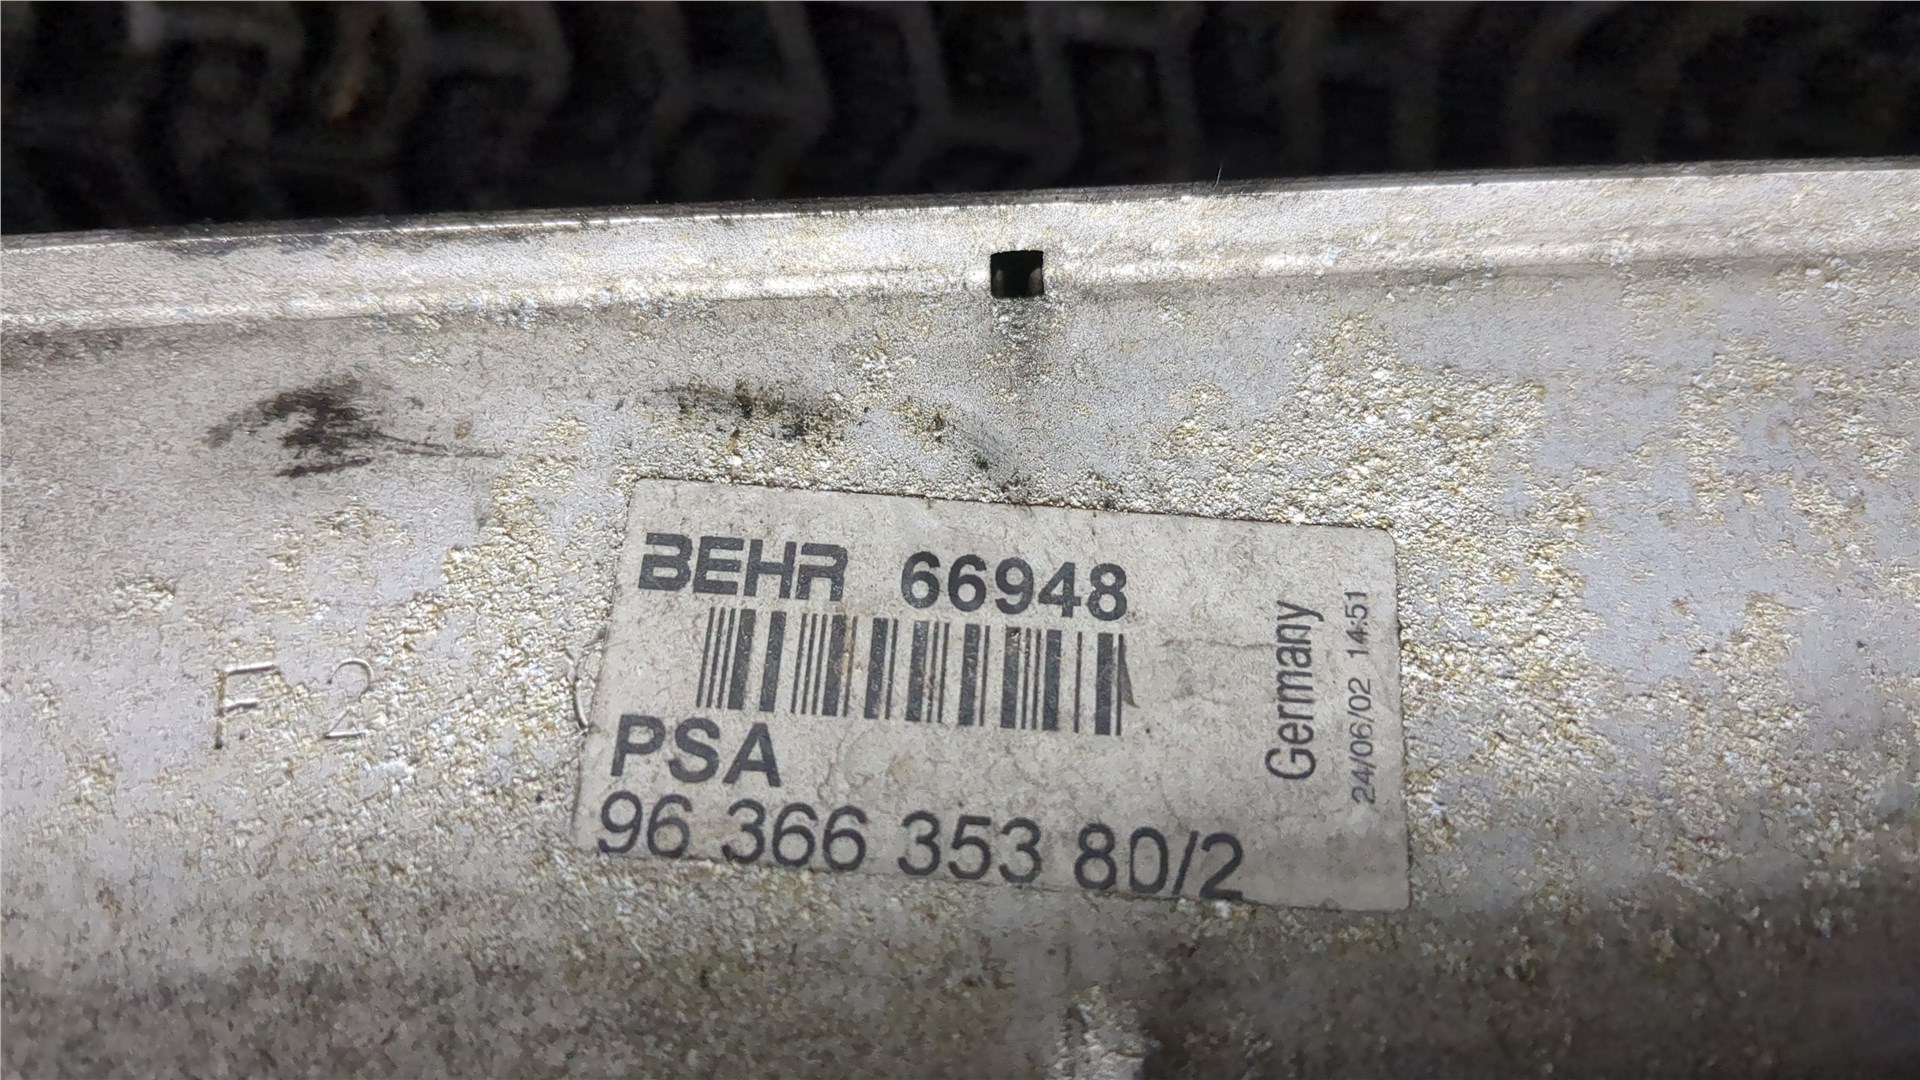 BEHR 66948
PSA
96 366 353 80/2
Germany
24/06/02 14:51
F 2